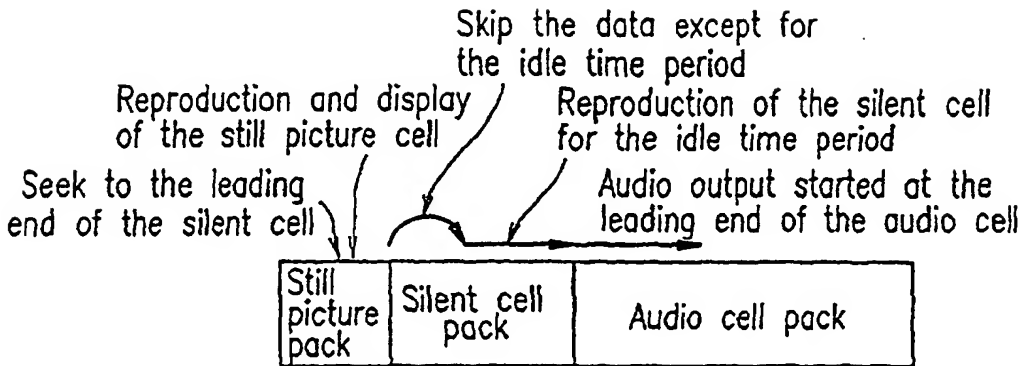 Skip the data except for
the idle time period
Reproduction and display
of the still picture cell
Reproduction of the silent cell
for the idle time period
Seek to the leading
end of the silent cell
Audio output started at the
leading end of the audio cell
Still
picture
pack
Silent cell
pack
Audio cell pack